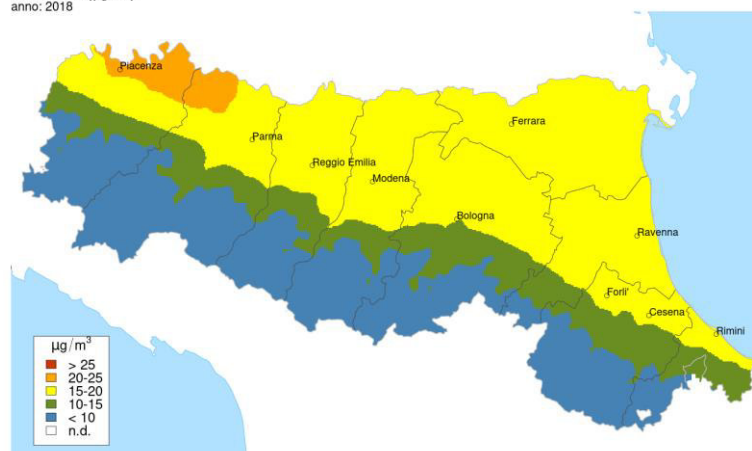 anno: 2018
Piacenza
Parma
Reggio Emilia
Modena
Ferrara
Bologna
Ravenna
Forli'
Cesena
Rimini
µg/m³
> 25
20-25
15-20
10-15
< 10
n.d.